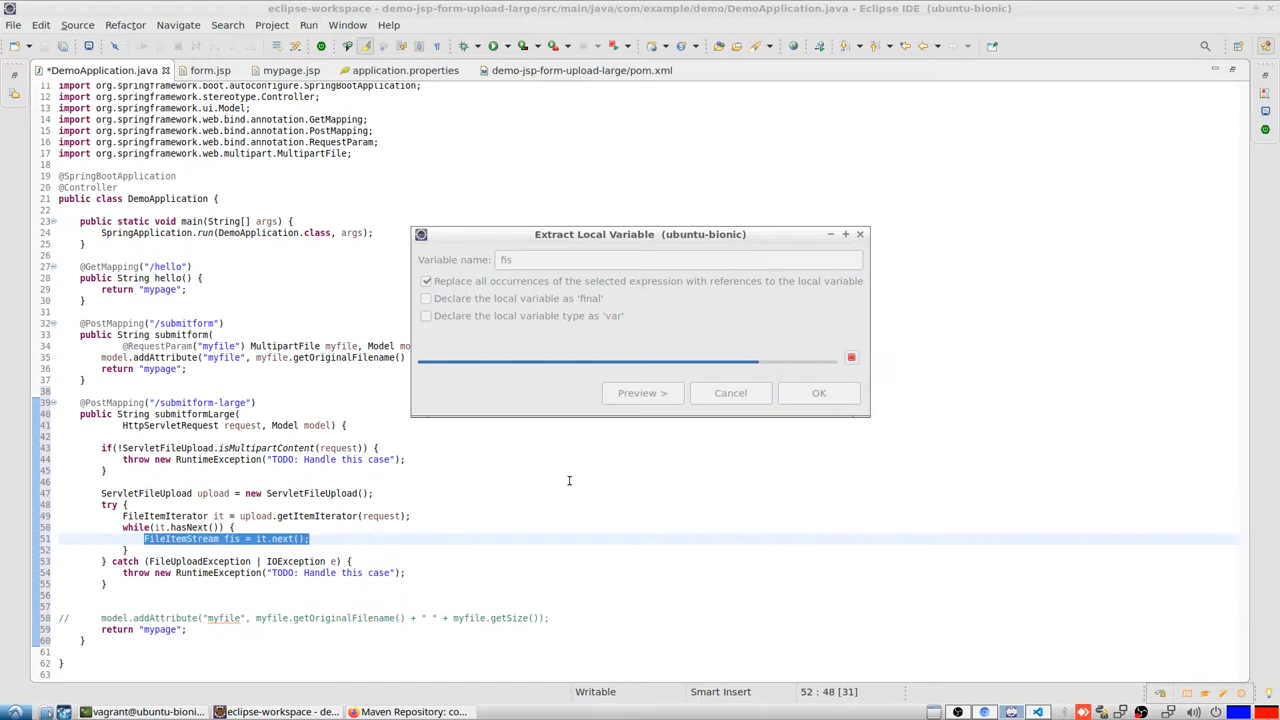 eclipse-workspace - demo-jsp-form-upload-large/src/main/java/com/example/demo/DemoApplication.java - Eclipse IDE (ubuntu-bionic)
File Edit Source Refactor Navigate Search Project Run Window Help
*DemoApplication.java form.jsp mypage.jsp application.properties demo-jsp-form-upload-large/pom.xml
11 import org.springframework.boot.autoconfigure.SpringBootApplication;
12 import org.springframework.stereotype.Controller;
13 import org.springframework.ui.Model;
14 import org.springframework.web.bind.annotation.GetMapping;
15 import org.springframework.web.bind.annotation.PostMapping;
16 import org.springframework.web.bind.annotation.RequestParam;
17 import org.springframework.web.multipart.MultipartFile;
18
19 @SpringBootApplication
20 @Controller
21 public class DemoApplication {
22
23 public static void main(String[] args) {
24 SpringApplication.run(DemoApplication.class, args);
25 }
26
27 @GetMapping("/hello")
28 public String hello() {
29 return "mypage";
30 }
31
32 @PostMapping("/submitform")
33 public String submitform(
34 @RequestParam("myfile") MultipartFile myfile, Model mo
35 model.addAttribute("myfile", myfile.getOriginalFilename()
36 return "mypage";
37 }
38
39 @PostMapping("/submitform-large")
40 public String submitformLarge(
41 HttpServletRequest request, Model model) {
42
43 if(!ServletFileUpload.isMultipartContent(request)) {
44 throw new RuntimeException("TODO: Handle this case");
45 }
46
47 ServletFileUpload upload = new ServletFileUpload();
48 try {
49 FileItemIterator it = upload.getItemIterator(request);
50 while(it.hasNext()) {
51 FileItemStream fis = it.next();
52 }
53 } catch (FileUploadException | IOException e) {
54 throw new RuntimeException("TODO: Handle this case");
55 }
56
57
58 // model.addAttribute("myfile", myfile.getOriginalFilename() + " " + myfile.getSize());
59 return "mypage";
60 }
61
62 }
63
Extract Local Variable (ubuntu-bionic)
Variable name: fis
Replace all occurrences of the selected expression with references to the local variable
Declare the local variable as 'final'
Declare the local variable type as 'var'
Preview > Cancel OK
Writable Smart Insert 52 : 48 [31]
vagrant@ubuntu-bioni... eclipse-workspace - de... Maven Repository: co...